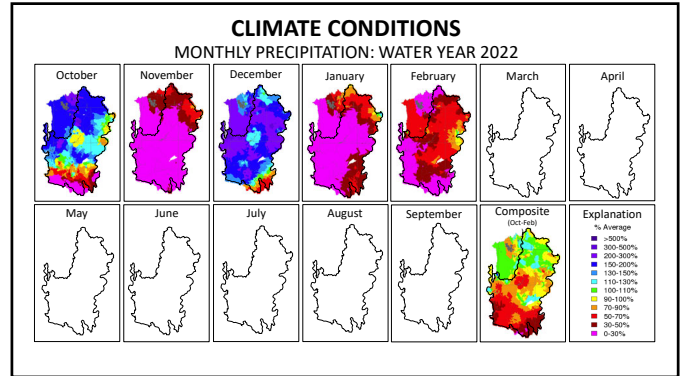 CLIMATE CONDITIONS
MONTHLY PRECIPITATION: WATER YEAR 2022
October
November
December
January
February
March
April
May
June
July
August
September
Composite
(Oct-Feb)
Explanation
% Average
>500%
300-500%
200-300%
150-200%
130-150%
110-130%
100-110%
90-100%
70-90%
50-70%
30-50%
0-30%